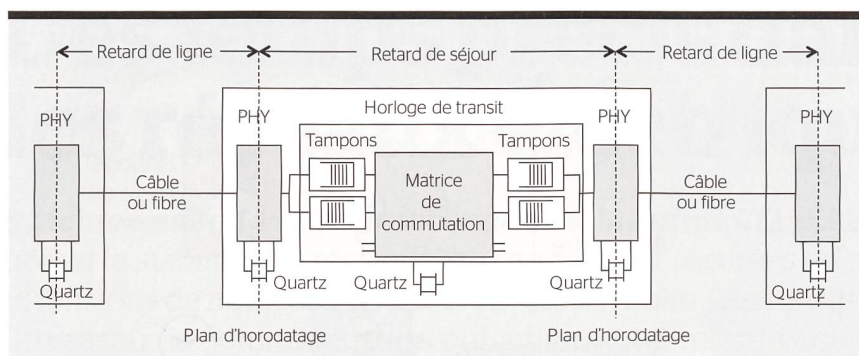 Retard de ligne
Retard de séjour
Retard de ligne
Horloge de transit
PHY
PHY
PHY
PHY
Tampons
Tampons
Câble
ou fibre
Matrice
de
commutation
Câble
ou fibre
Quartz
Quartz
Quartz
Quartz
Quartz
Plan d'horodatage
Plan d'horodatage